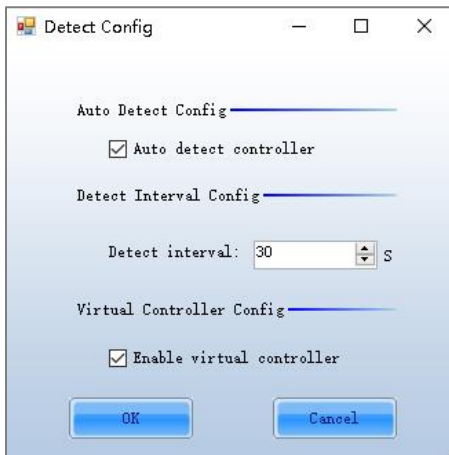 Detect Config
Auto Detect Config
Auto detect controller
Detect Interval Config
Detect interval: 30 S
Virtual Controller Config
Enable virtual controller
OK Cancel